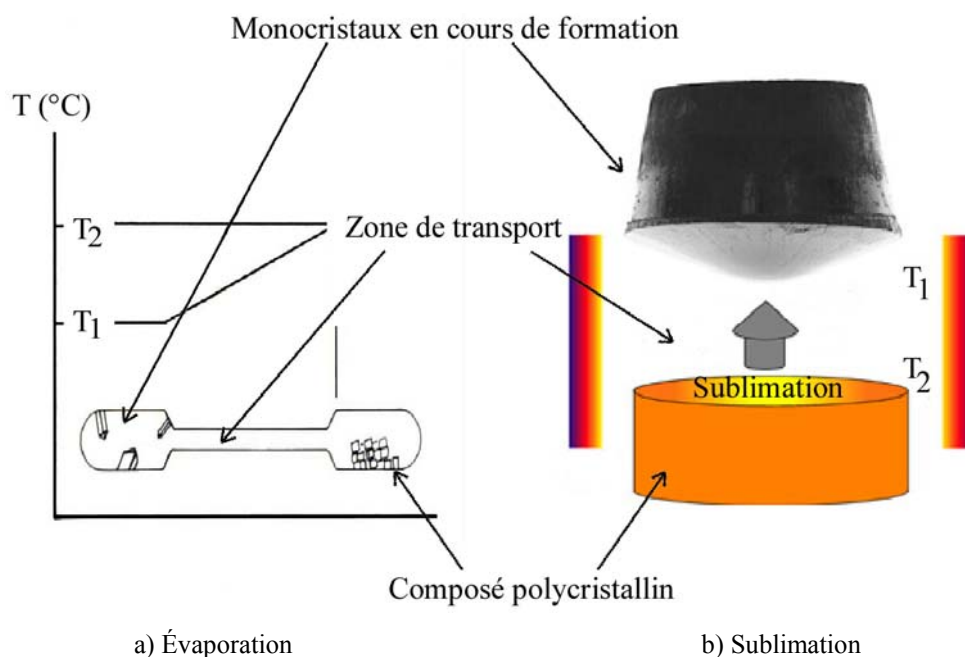 Monocristaux en cours de formation
T (°C)
T2
Zone de transport
T1
T1
T2
Sublimation
Composé polycristallin
a) Évaporation
b) Sublimation